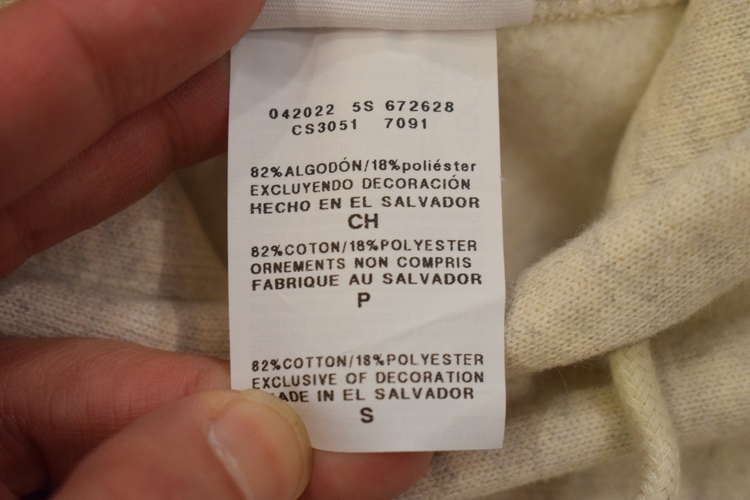 042022 5S 672628
CS3051 7091
82%ALGODÓN/18%poliéster
EXCLUYENDO DECORACIÓN
HECHO EN EL SALVADOR
CH
82%COTON/18%POLYESTER
ORNEMENTS NON COMPRIS
FABRIQUE AU SALVADOR
P
82%COTTON/18%POLYESTER
EXCLUSIVE OF DECORATION
ADE IN EL SALVADOR
S